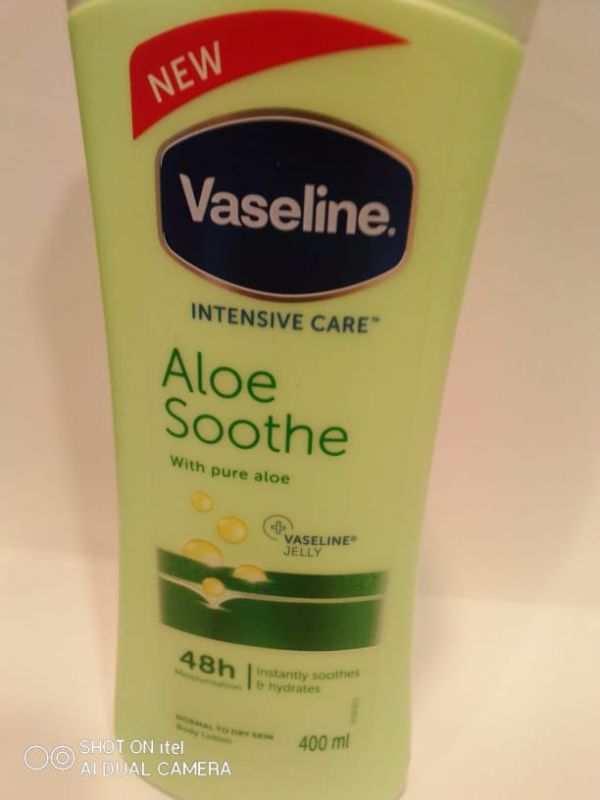 NEW
Vaseline.
INTENSIVE CARE™
Aloe
Soothe
With pure aloe
VASELINE®
JELLY
48h
Moisturisation
Instantly soothes
& hydrates
NORMAL TO DRY SKIN
Body Lotion
400 ml
SHOT ON itel
AI DUAL CAMERA